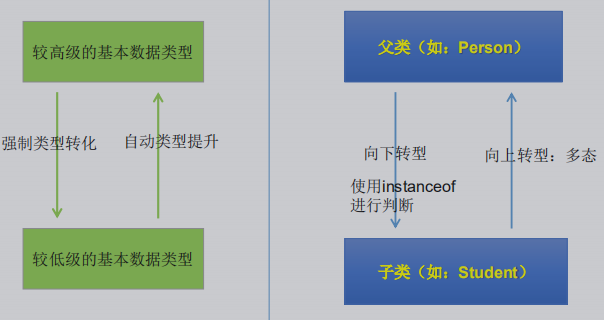 较高级的基本数据类型
强制类型转化
自动类型提升
较低级的基本数据类型
父类（如：Person）
向下转型
使用instanceof
进行判断
向上转型：多态
子类（如：Student）